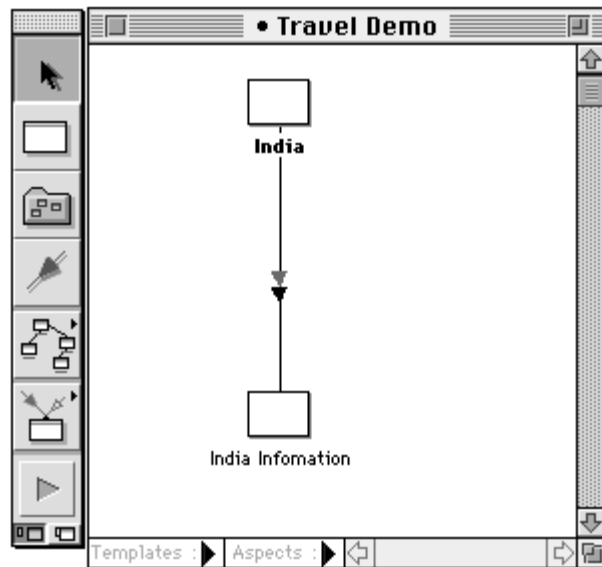 • Travel Demo
India
India Infomation
Templates : Aspects :